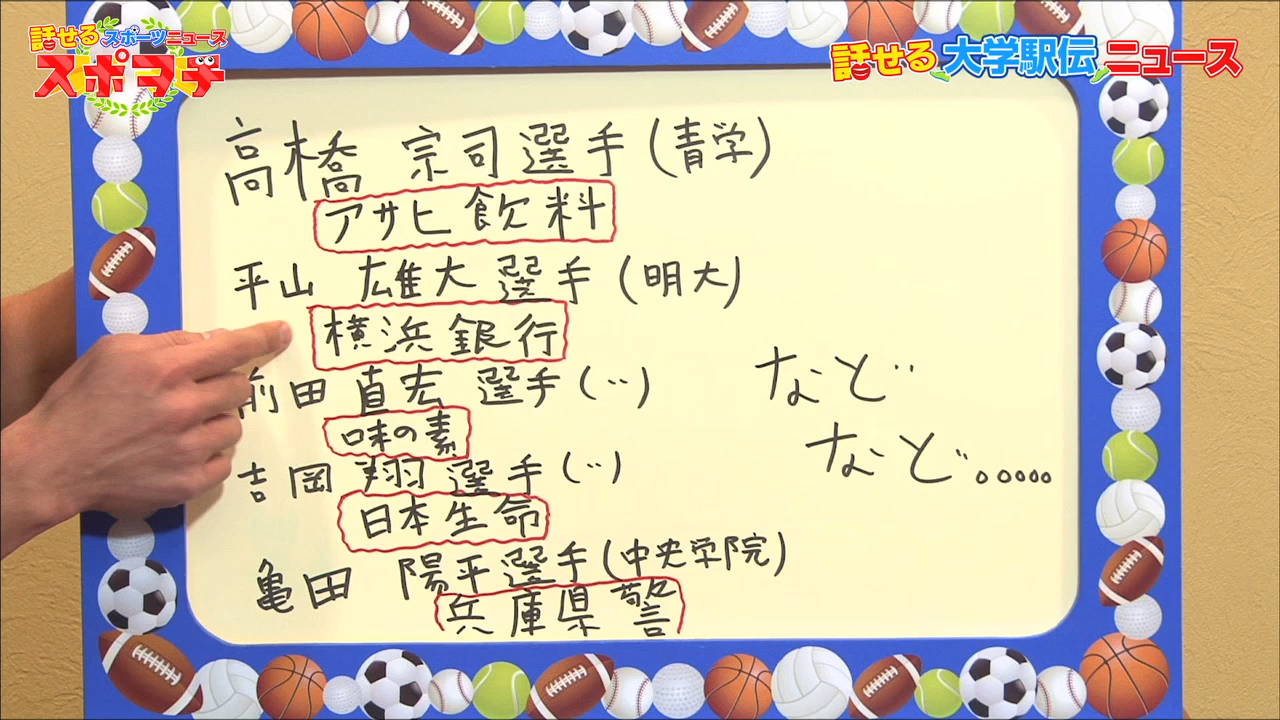 話せるスポーツニュース
スポヲヂ
話せる大学駅伝ニュース
高橋 宗司選手(青学)
アサヒ飲料
平山 広雄大選手(明大)
横浜銀行
前田 直宏 選手(〃)
味の素
吉岡 翔 選手(〃)
日本生命
亀田 陽平選手(中央学院)
兵庫県警
など
など.....